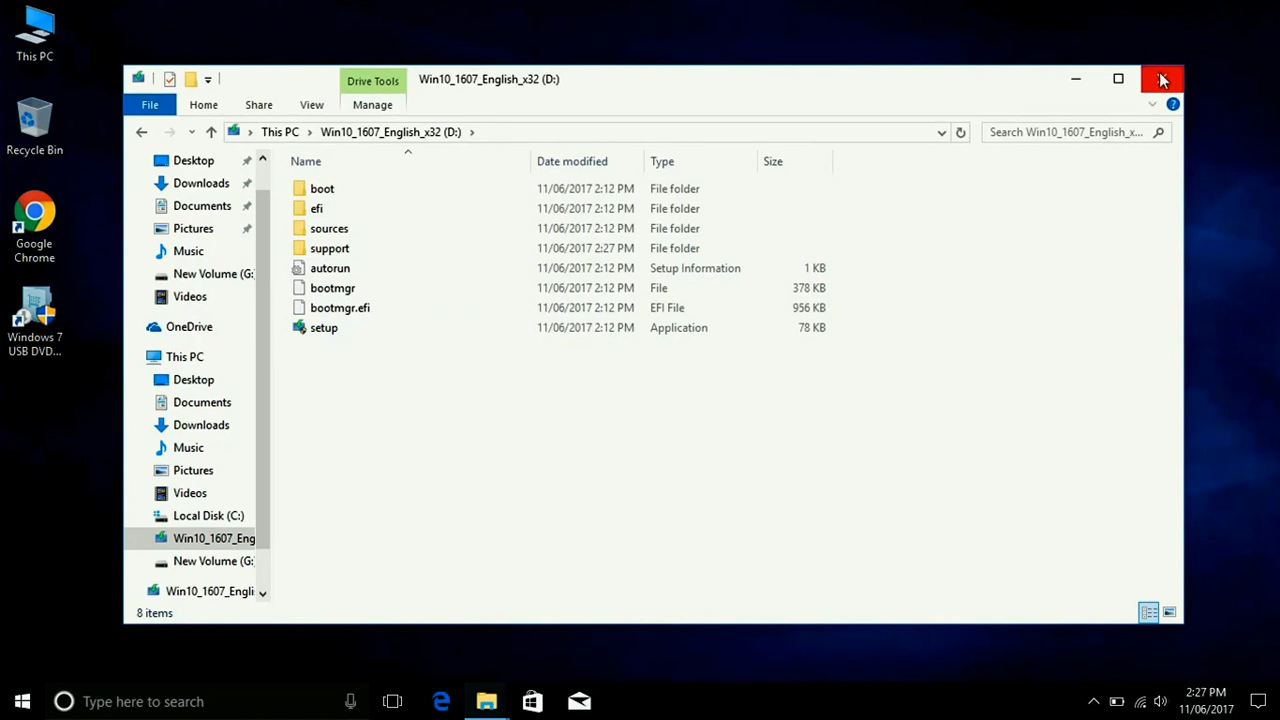 This PC
Recycle Bin
Google
Chrome
Windows 7
USB DVD...
Drive Tools
Win10_1607_English_x32 (D:)
File
Home
Share
View
Manage
This PC
Win10_1607_English_x32 (D:)
Search Win10_1607_English_x...
Desktop
Downloads
Documents
Pictures
Music
New Volume (G:
Videos
OneDrive
This PC
Desktop
Documents
Downloads
Music
Pictures
Videos
Local Disk (C:)
Win10_1607_Eng
New Volume (G:
Win10_1607_Engli
Name Date modified Type Size
boot 11/06/2017 2:12 PM File folder
efi 11/06/2017 2:12 PM File folder
sources 11/06/2017 2:12 PM File folder
support 11/06/2017 2:27 PM File folder
autorun 11/06/2017 2:12 PM Setup Information 1 KB
bootmgr 11/06/2017 2:12 PM File 378 KB
bootmgr.efi 11/06/2017 2:12 PM EFI File 956 KB
setup 11/06/2017 2:12 PM Application 78 KB
8 items
Type here to search
2:27 PM
11/06/2017